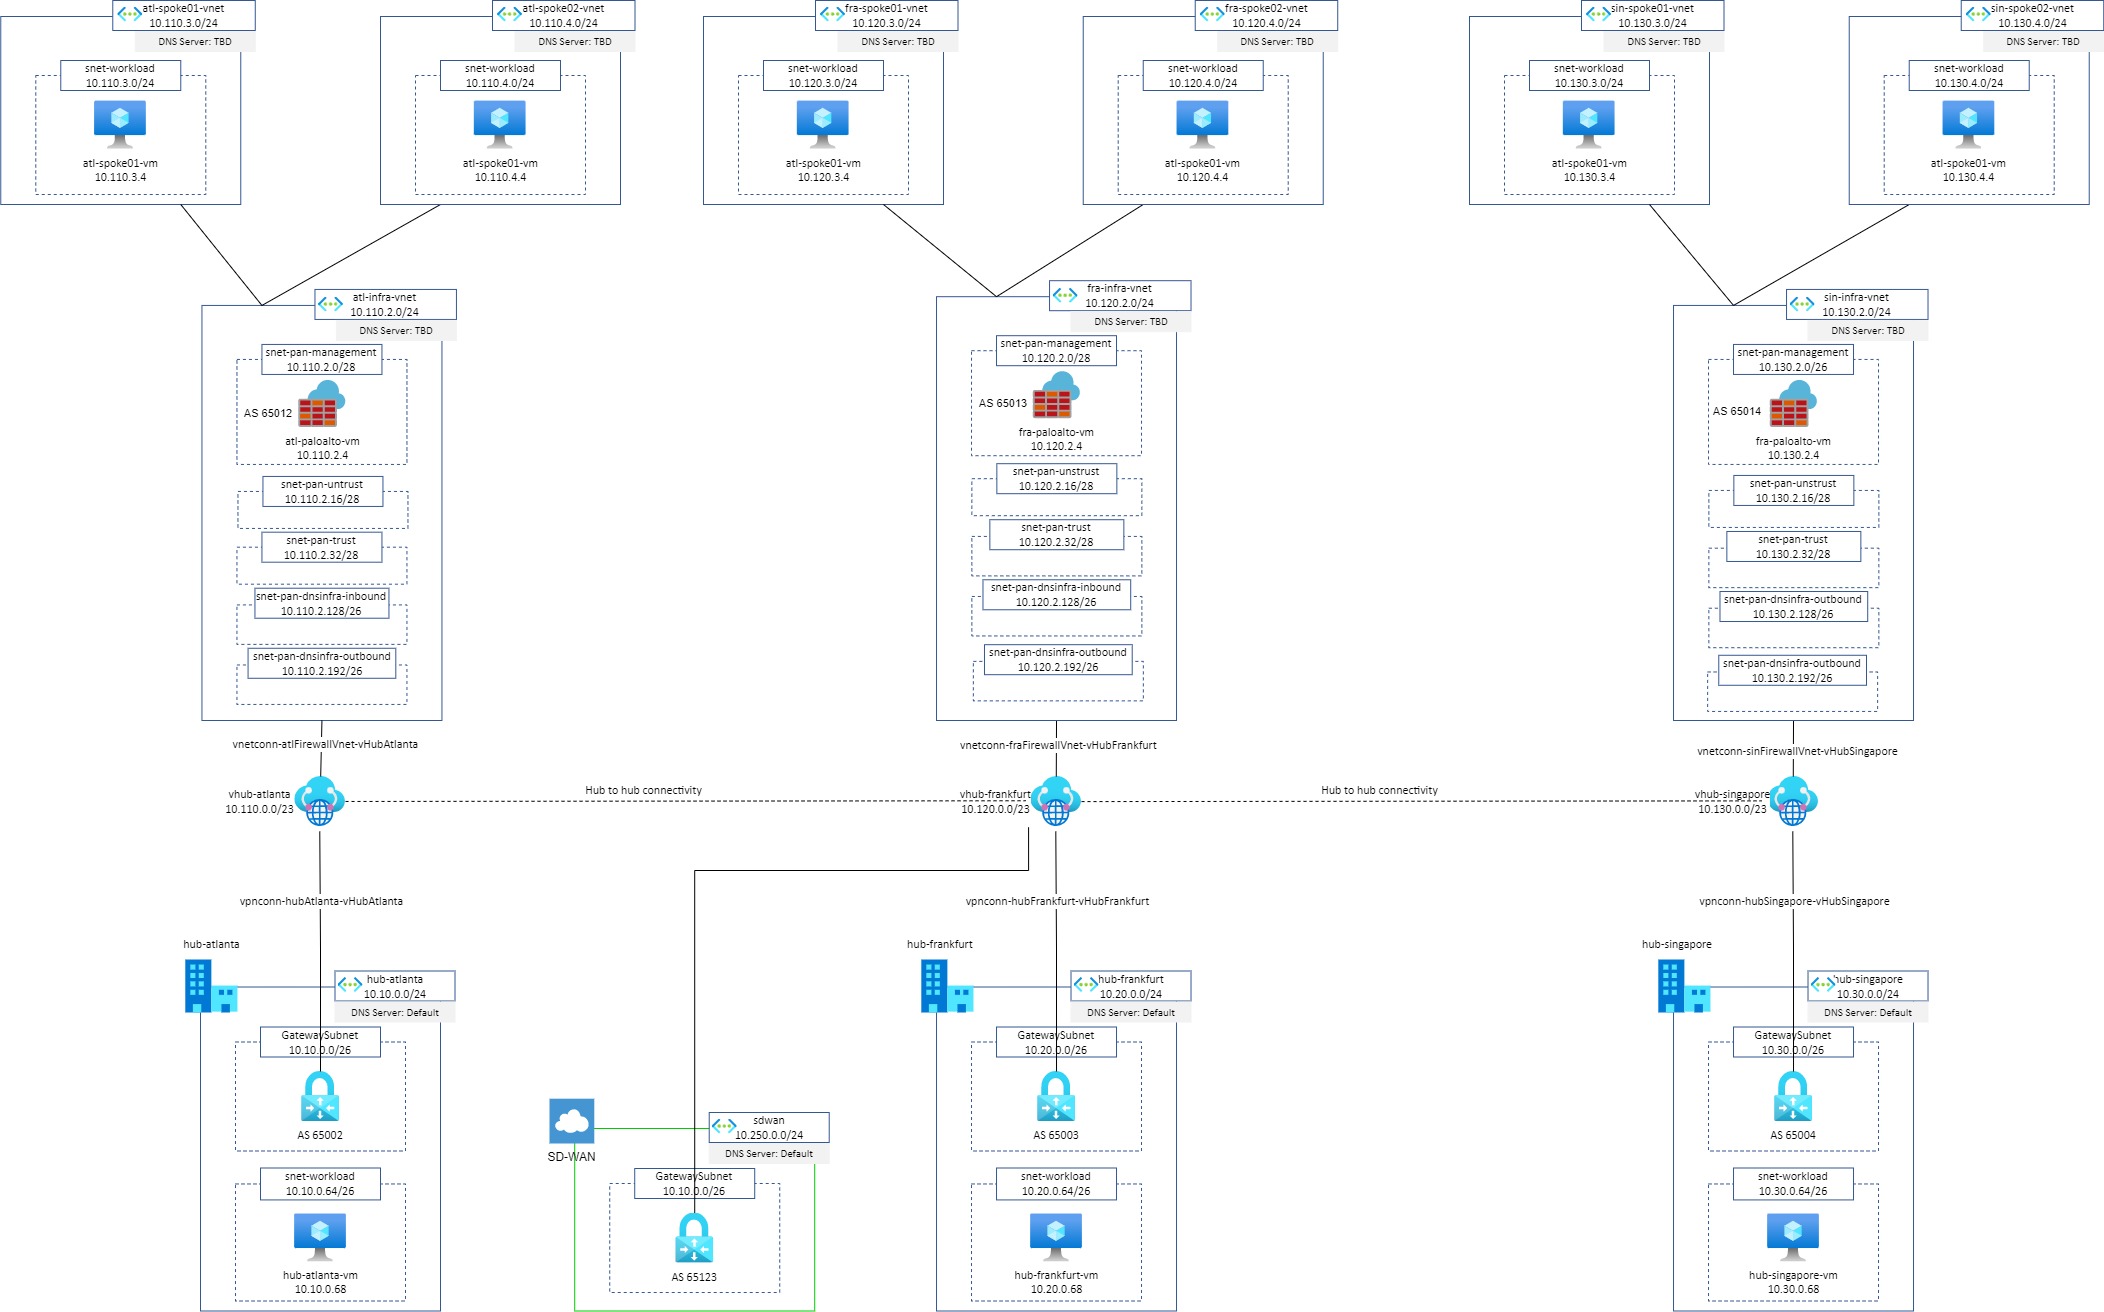 atl-spoke01-vnet
10.110.3.0/24
DNS Server: TBD
snet-workload
10.110.3.0/24
atl-spoke01-vm
10.110.3.4
atl-spoke02-vnet
10.110.4.0/24
DNS Server: TBD
snet-workload
10.110.4.0/24
atl-spoke01-vm
10.110.4.4
fra-spoke01-vnet
10.120.3.0/24
DNS Server: TBD
snet-workload
10.120.3.0/24
atl-spoke01-vm
10.120.3.4
fra-spoke02-vnet
10.120.4.0/24
DNS Server: TBD
snet-workload
10.120.4.0/24
atl-spoke01-vm
10.120.4.4
sin-spoke01-vnet
10.130.3.0/24
DNS Server: TBD
snet-workload
10.130.3.0/24
atl-spoke01-vm
10.130.3.4
sin-spoke02-vnet
10.130.4.0/24
DNS Server: TBD
snet-workload
10.130.4.0/24
atl-spoke01-vm
10.130.4.4
atl-infra-vnet
10.110.2.0/24
DNS Server: TBD
snet-pan-management
10.110.2.0/28
AS 65012
atl-paloalto-vm
10.110.2.4
snet-pan-untrust
10.110.2.16/28
snet-pan-trust
10.110.2.32/28
snet-pan-dnsinfra-inbound
10.110.2.128/26
snet-pan-dnsinfra-outbound
10.110.2.192/26
fra-infra-vnet
10.120.2.0/24
DNS Server: TBD
snet-pan-management
10.120.2.0/28
AS 65013
fra-paloalto-vm
10.120.2.4
snet-pan-unstrust
10.120.2.16/28
snet-pan-trust
10.120.2.32/28
snet-pan-dnsinfra-inbound
10.120.2.128/26
snet-pan-dnsinfra-outbound
10.120.2.192/26
sin-infra-vnet
10.130.2.0/24
DNS Server: TBD
snet-pan-management
10.130.2.0/26
AS 65014
fra-paloalto-vm
10.130.2.4
snet-pan-unstrust
10.130.2.16/28
snet-pan-trust
10.130.2.32/28
snet-pan-dnsinfra-outbound
10.130.2.128/26
snet-pan-dnsinfra-outbound
10.130.2.192/26
vnetconn-atlFirewallVnet-vHubAtlanta
vnetconn-fraFirewallVnet-vHubFrankfurt
vnetconn-sinFirewallVnet-vHubSingapore
vhub-atlanta
10.110.0.0/23
Hub to hub connectivity
vhub-frankfurt
10.120.0.0/23
Hub to hub connectivity
vhub-singapore
10.130.0.0/23
vpnconn-hubAtlanta-vHubAtlanta
vpnconn-hubFrankfurt-vHubFrankfurt
vpnconn-hubSingapore-vHubSingapore
hub-atlanta
hub-atlanta
10.10.0.0/24
DNS Server: Default
GatewaySubnet
10.10.0.0/26
AS 65002
snet-workload
10.10.0.64/26
hub-atlanta-vm
10.10.0.68
SD-WAN
sdwan
10.250.0.0/24
DNS Server: Default
GatewaySubnet
10.10.0.0/26
AS 65123
hub-frankfurt
hub-frankfurt
10.20.0.0/24
DNS Server: Default
GatewaySubnet
10.20.0.0/26
AS 65003
snet-workload
10.20.0.64/26
hub-frankfurt-vm
10.20.0.68
hub-singapore
hub-singapore
10.30.0.0/24
DNS Server: Default
GatewaySubnet
10.30.0.0/26
AS 65004
snet-workload
10.30.0.64/26
hub-singapore-vm
10.30.0.68